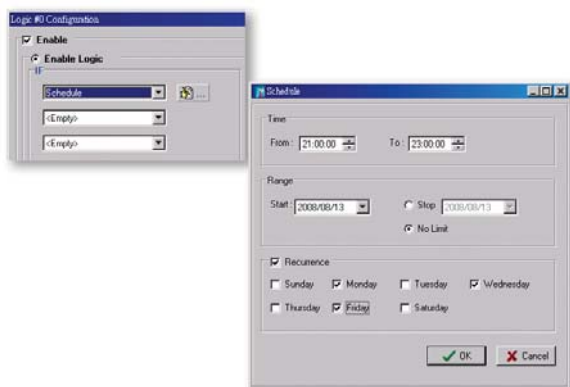 Logic #0 Configuration
Enable
Enable Logic
IF
Schedule
...
<Empty>
<Empty>
Schedule
Time
From : 21:00:00 To : 23:00:00
Range
Start : 2008/08/13 Stop 2008/08/13
No Limit
Recurrence
Sunday Monday Tuesday Wednesday
Thursday Friday Saturday
OK Cancel